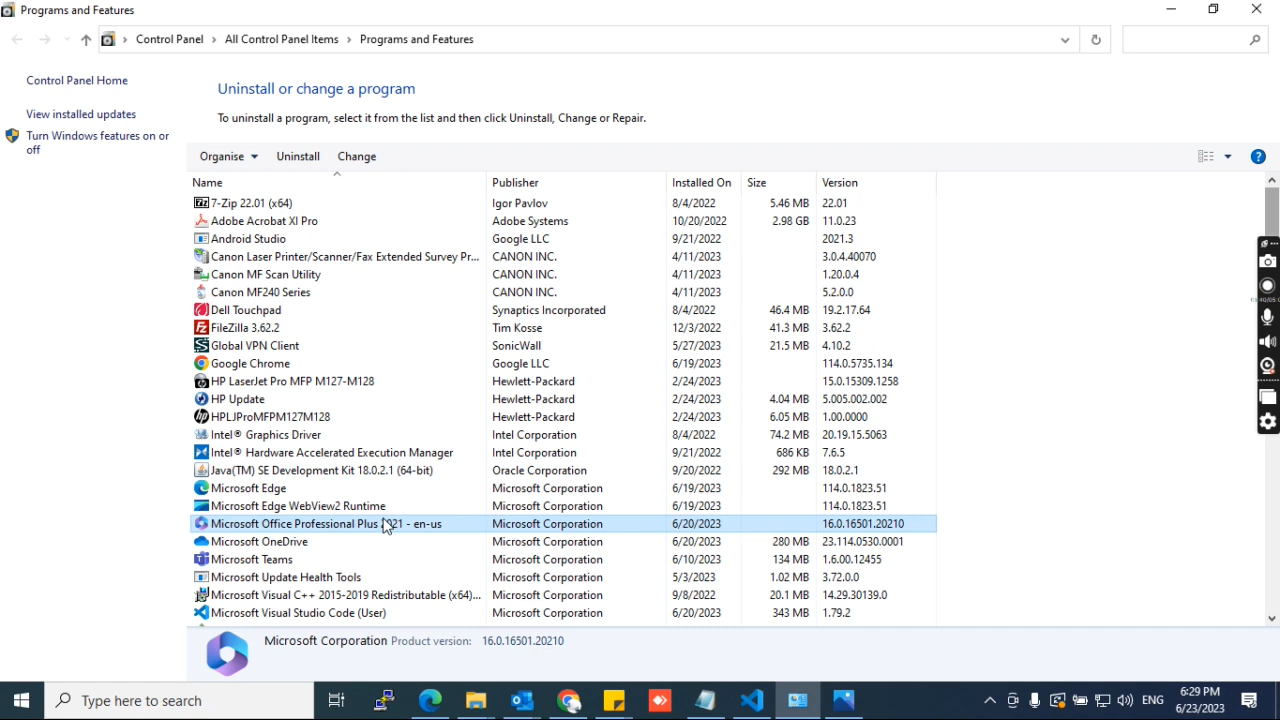 Programs and Features
Control Panel > All Control Panel Items > Programs and Features
Control Panel Home
View installed updates
Turn Windows features on or
off
Uninstall or change a program
To uninstall a program, select it from the list and then click Uninstall, Change or Repair.
Organise Uninstall Change
Name Publisher Installed On Size Version
7-Zip 22.01 (x64) Igor Pavlov 8/4/2022 5.46 MB 22.01
Adobe Acrobat XI Pro Adobe Systems 10/20/2022 2.98 GB 11.0.23
Android Studio Google LLC 9/21/2022 2021.3
Canon Laser Printer/Scanner/Fax Extended Survey Pr... CANON INC. 4/11/2023 3.0.4.40070
Canon MF Scan Utility CANON INC. 4/11/2023 1.20.0.4
Canon MF240 Series CANON INC. 4/11/2023 5.2.0.0
Dell Touchpad Synaptics Incorporated 8/4/2022 46.4 MB 19.2.17.64
FileZilla 3.62.2 Tim Kosse 12/3/2022 41.3 MB 3.62.2
Global VPN Client SonicWall 5/27/2023 21.5 MB 4.10.2
Google Chrome Google LLC 6/19/2023 114.0.5735.134
HP LaserJet Pro MFP M127-M128 Hewlett-Packard 2/24/2023 15.0.15309.1258
HP Update Hewlett-Packard 2/24/2023 4.04 MB 5.005.002.002
HPLJProMFPM127M128 Hewlett-Packard 2/24/2023 6.05 MB 1.00.0000
Intel® Graphics Driver Intel Corporation 8/4/2022 74.2 MB 20.19.15.5063
Intel® Hardware Accelerated Execution Manager Intel Corporation 9/21/2022 686 KB 7.6.5
Java(TM) SE Development Kit 18.0.2.1 (64-bit) Oracle Corporation 9/20/2022 292 MB 18.0.2.1
Microsoft Edge Microsoft Corporation 6/19/2023 114.0.1823.51
Microsoft Edge WebView2 Runtime Microsoft Corporation 6/19/2023 114.0.1823.51
Microsoft Office Professional Plus 2021 - en-us Microsoft Corporation 6/20/2023 16.0.16501.20210
Microsoft OneDrive Microsoft Corporation 6/20/2023 280 MB 23.114.0530.0001
Microsoft Teams Microsoft Corporation 6/10/2023 134 MB 1.6.00.12455
Microsoft Update Health Tools Microsoft Corporation 5/3/2023 1.02 MB 3.72.0.0
Microsoft Visual C++ 2015-2019 Redistributable (x64)... Microsoft Corporation 9/8/2022 20.1 MB 14.29.30139.0
Microsoft Visual Studio Code (User) Microsoft Corporation 6/20/2023 343 MB 1.79.2
Microsoft Corporation Product version: 16.0.16501.20210
Type here to search
ENG
6:29 PM
6/23/2023